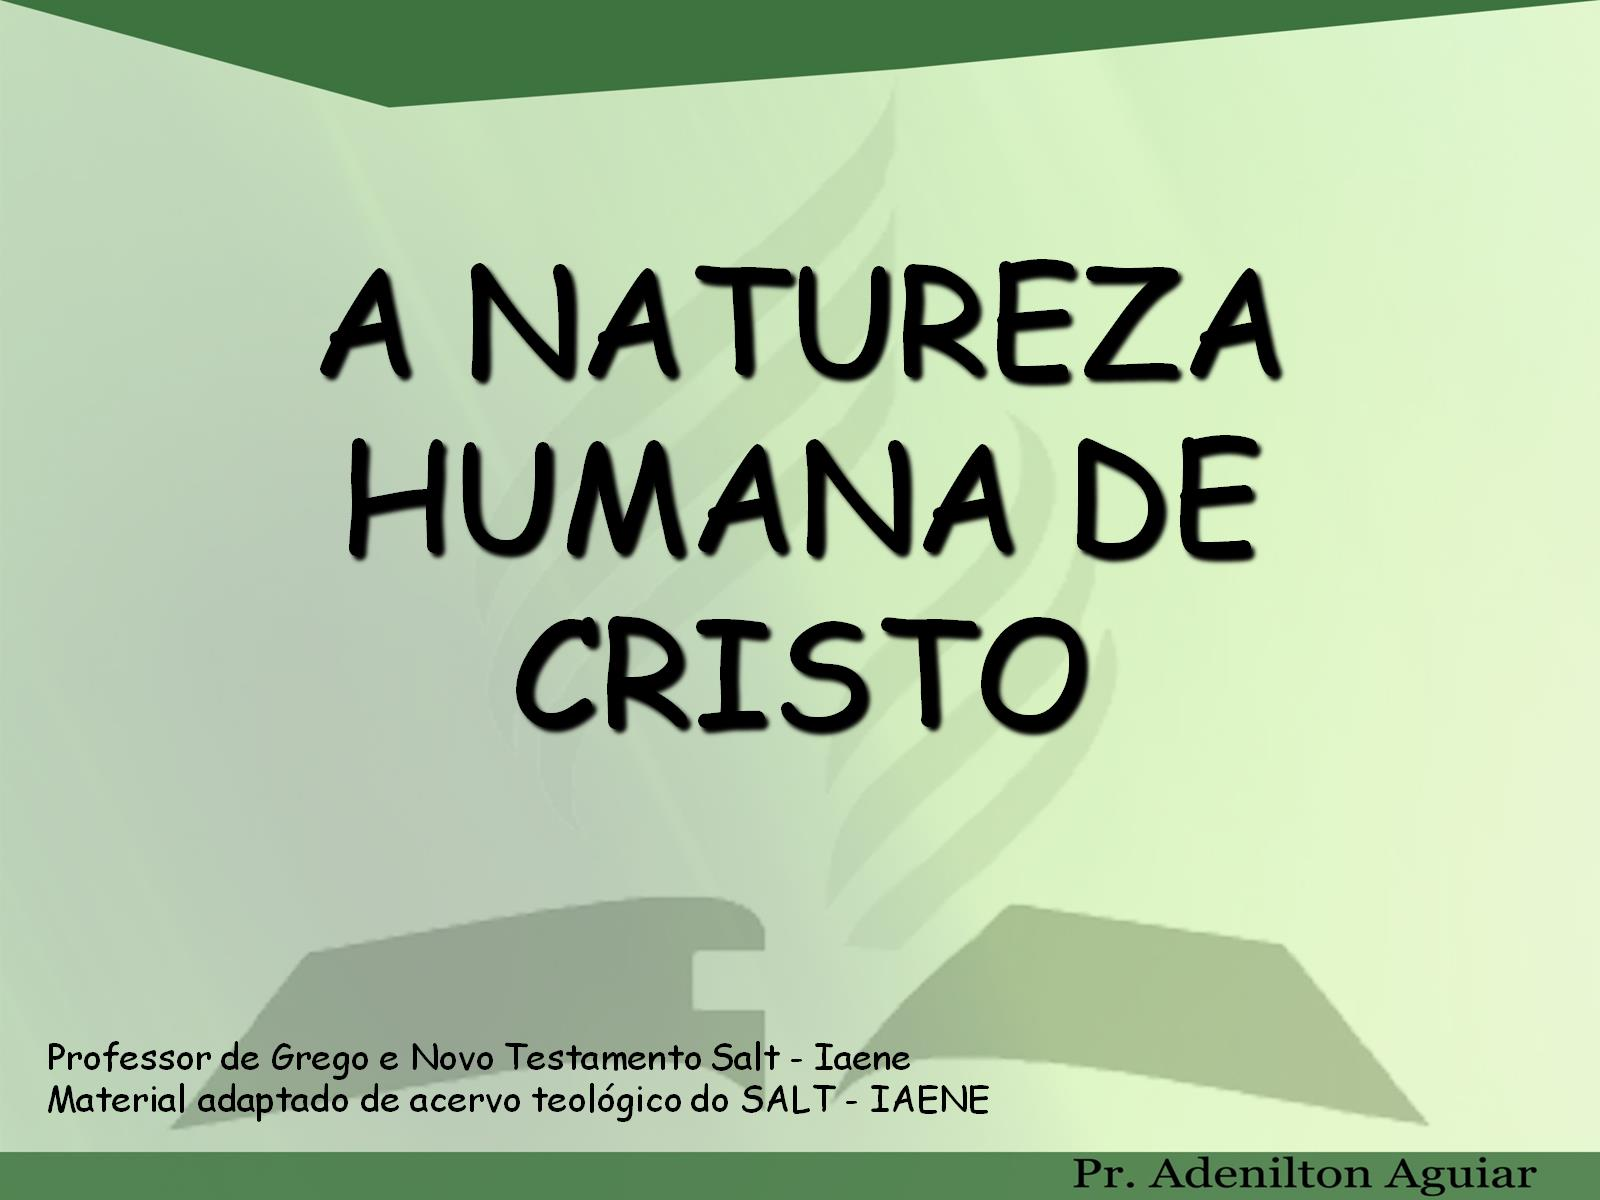 A NATUREZA
HUMANA DE
CRISTO
Professor de Grego e Novo Testamento Salt - Iaene
Material adaptado de acervo teológico do SALT - IAENE
Pr. Adenilton Aguiar